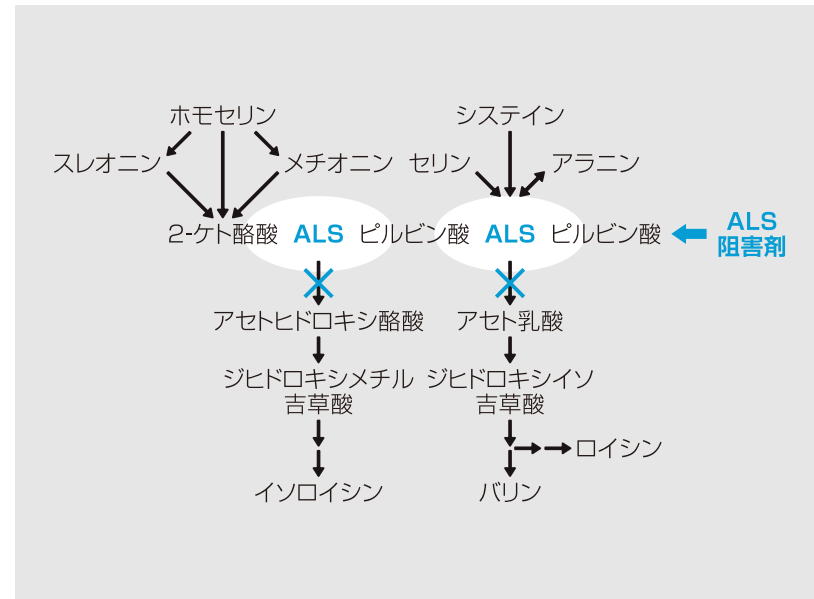 ホモセリン システイン
スレオニン メチオニン セリン アラニン
2-ケト酪酸 ALS ピルビン酸 ALS ピルビン酸 ALS
阻害剤
アセトヒドロキシ酪酸 アセト乳酸
ジヒドロキシメチル ジヒドロキシイソ
吉草酸 吉草酸
ロイシン
イソロイシン バリン